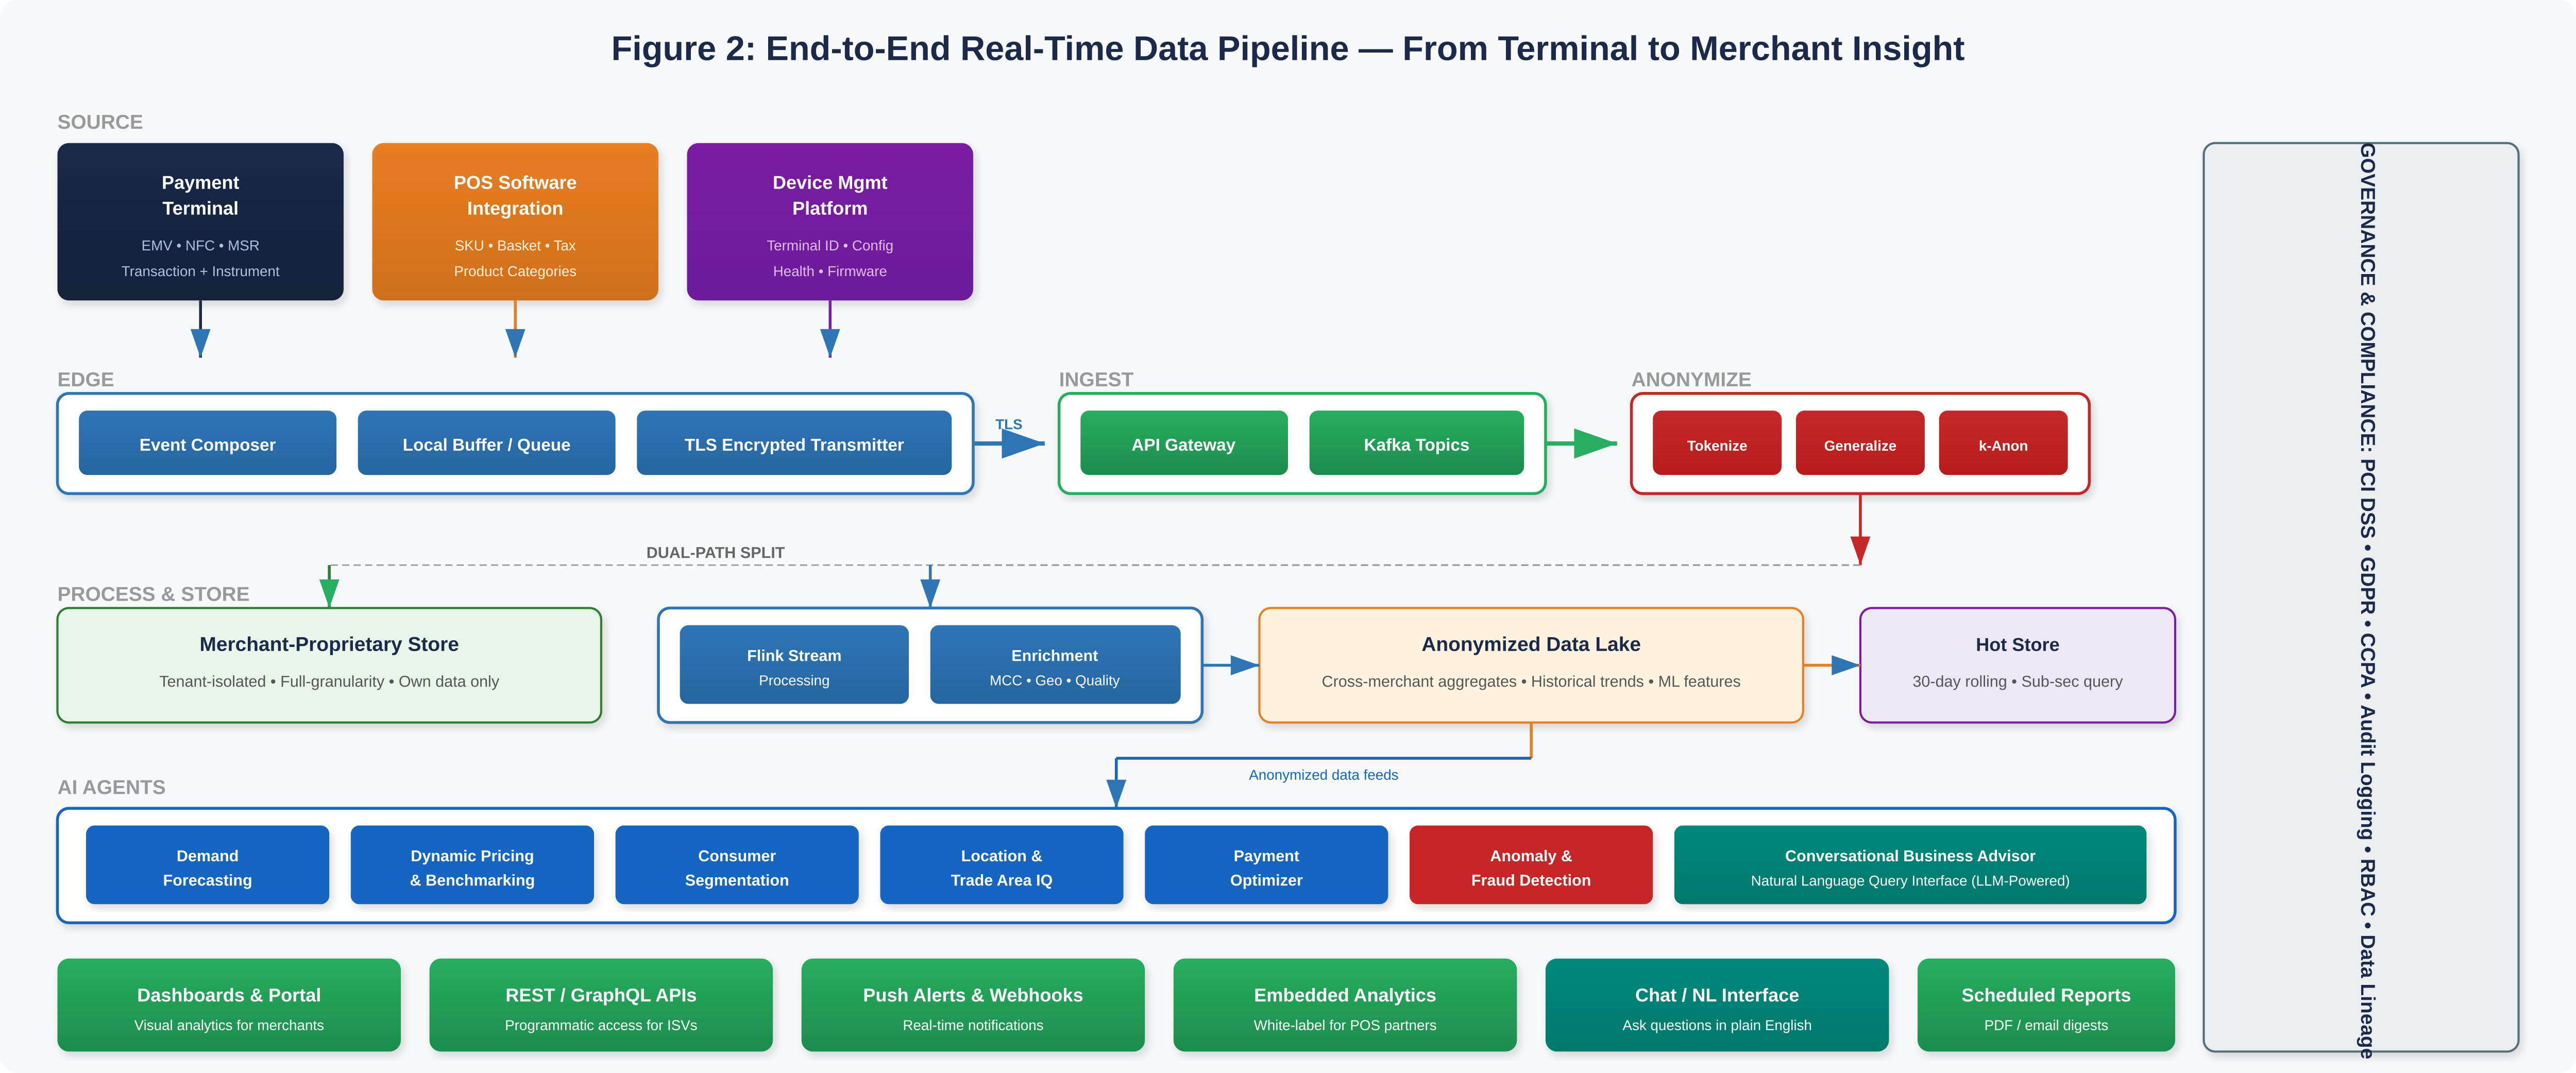 Figure 2: End-to-End Real-Time Data Pipeline — From Terminal to Merchant Insight
SOURCE
Payment
Terminal
EMV • NFC • MSR
Transaction + Instrument
POS Software
Integration
SKU • Basket • Tax
Product Categories
Device Mgmt
Platform
Terminal ID • Config
Health • Firmware
EDGE
Event Composer
Local Buffer / Queue
TLS Encrypted Transmitter
TLS
INGEST
API Gateway
Kafka Topics
ANONYMIZE
Tokenize
Generalize
k-Anon
DUAL-PATH SPLIT
PROCESS & STORE
Merchant-Proprietary Store
Tenant-isolated • Full-granularity • Own data only
Flink Stream
Processing
Enrichment
MCC • Geo • Quality
Anonymized Data Lake
Cross-merchant aggregates • Historical trends • ML features
Hot Store
30-day rolling • Sub-sec query
Anonymized data feeds
AI AGENTS
Demand
Forecasting
Dynamic Pricing
& Benchmarking
Consumer
Segmentation
Location &
Trade Area IQ
Payment
Optimizer
Anomaly &
Fraud Detection
Conversational Business Advisor
Natural Language Query Interface (LLM-Powered)
Dashboards & Portal
Visual analytics for merchants
REST / GraphQL APIs
Programmatic access for ISVs
Push Alerts & Webhooks
Real-time notifications
Embedded Analytics
White-label for POS partners
Chat / NL Interface
Ask questions in plain English
Scheduled Reports
PDF / email digests
GOVERNANCE & COMPLIANCE: PCI DSS • GDPR • CCPA • Audit Logging • RBAC • Data Lineage